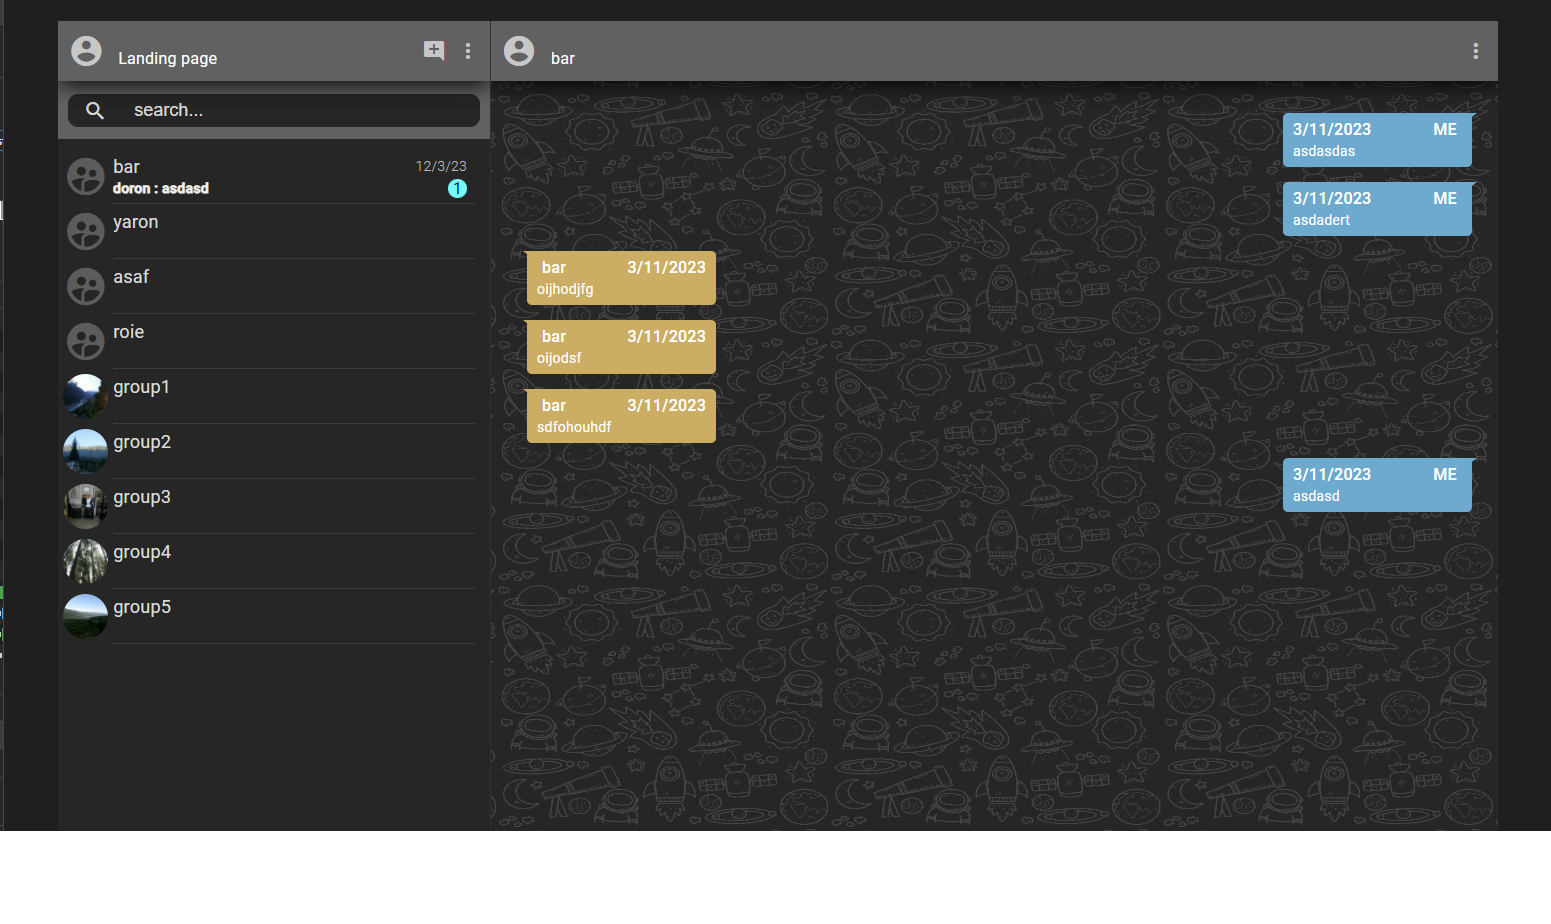 Landing page
search...
bar 12/3/23
doron : asdasd 1
yaron
asaf
roie
group1
group2
group3
group4
group5
bar
3/11/2023 ME
asdasdas
3/11/2023 ME
asdadert
bar 3/11/2023
oijhodjfg
bar 3/11/2023
oijodsf
bar 3/11/2023
sdfohouhdf
3/11/2023 ME
asdasd